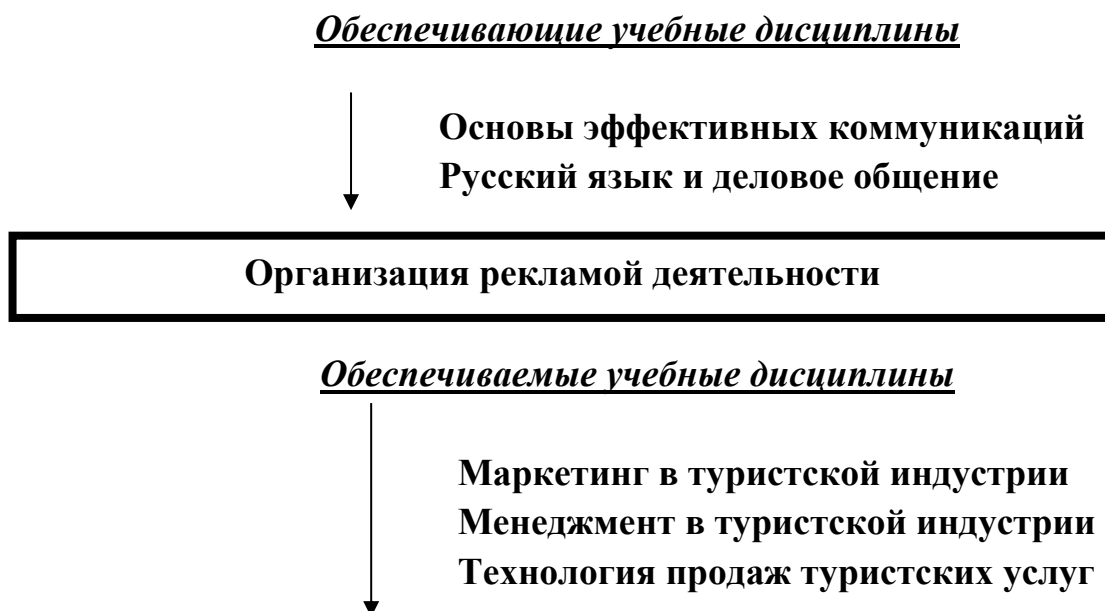 Обеспечивающие учебные дисциплины
Основы эффективных коммуникаций
Русский язык и деловое общение
Организация рекламой деятельности
Обеспечиваемые учебные дисциплины
Маркетинг в туристской индустрии
Менеджмент в туристской индустрии
Технология продаж туристских услуг